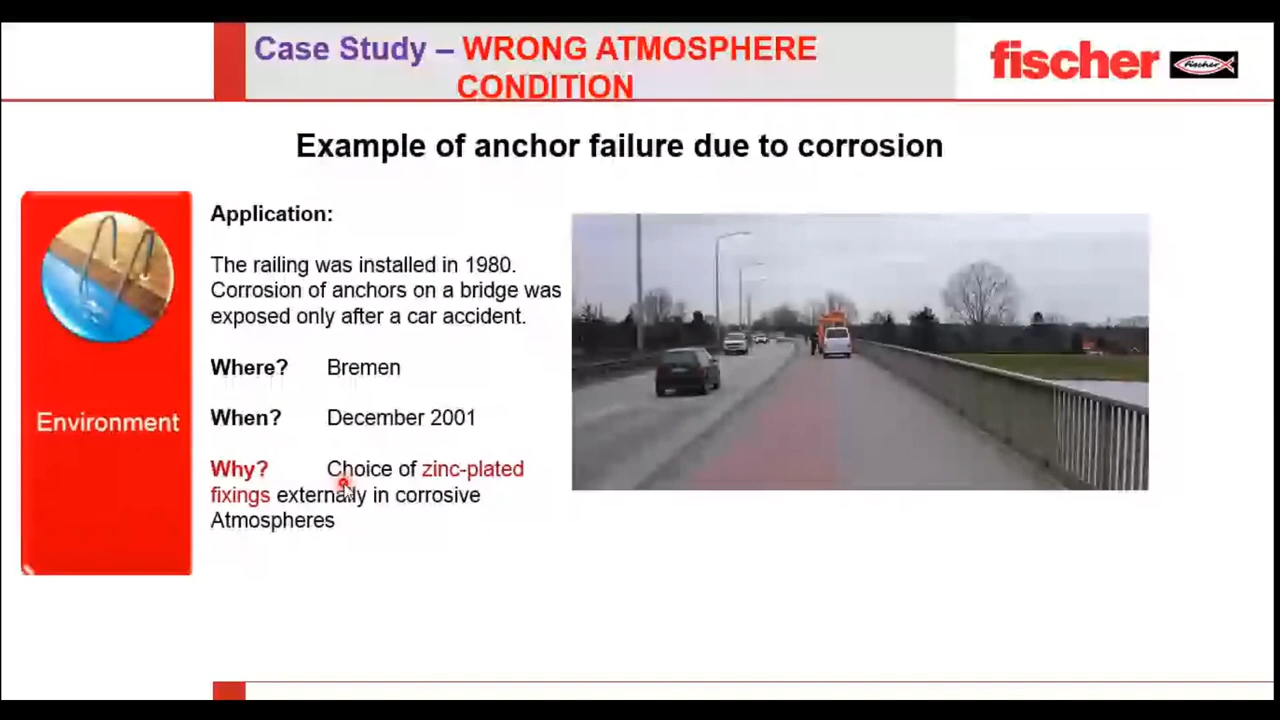 Case Study – WRONG ATMOSPHERE
CONDITION
fischer
fischer
Example of anchor failure due to corrosion
Environment
Application:
The railing was installed in 1980.
Corrosion of anchors on a bridge was
exposed only after a car accident.
Where? Bremen
When? December 2001
Why? Choice of zinc-plated
fixings externally in corrosive
Atmospheres